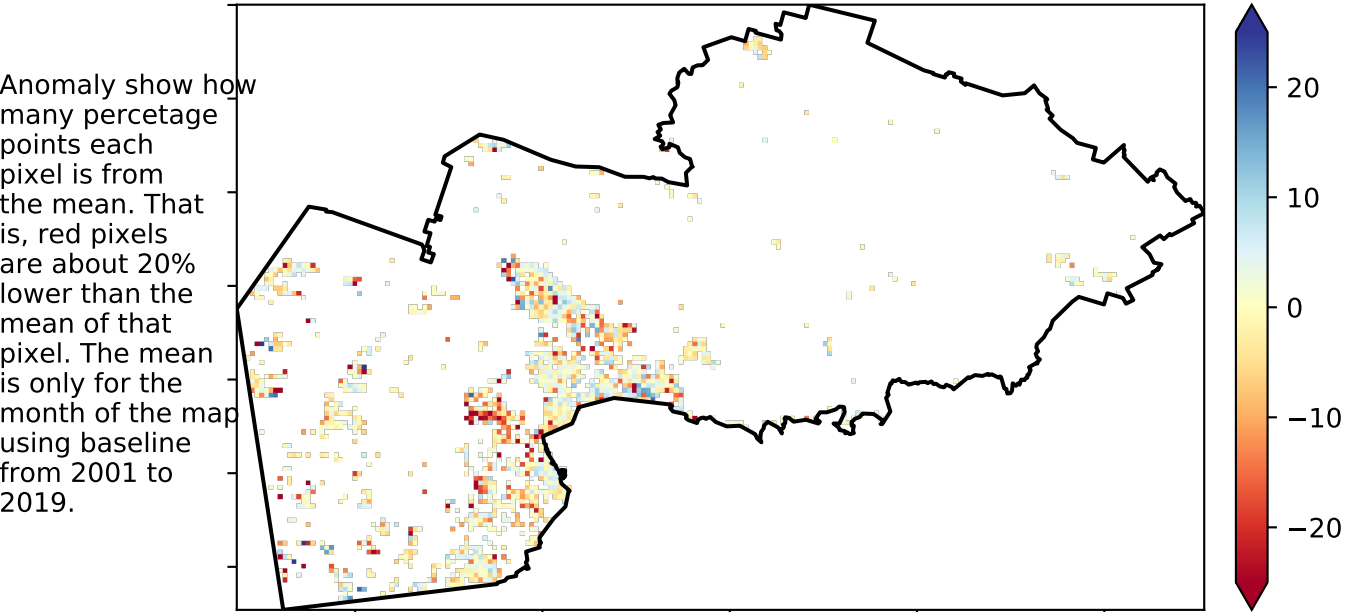 Anomaly show how
many percetage
points each
pixel is from
the mean. That
is, red pixels
are about 20%
lower than the
mean of that
pixel. The mean
is only for the
month of the map
using baseline
from 2001 to
2019.
20
10
0
−10
−20